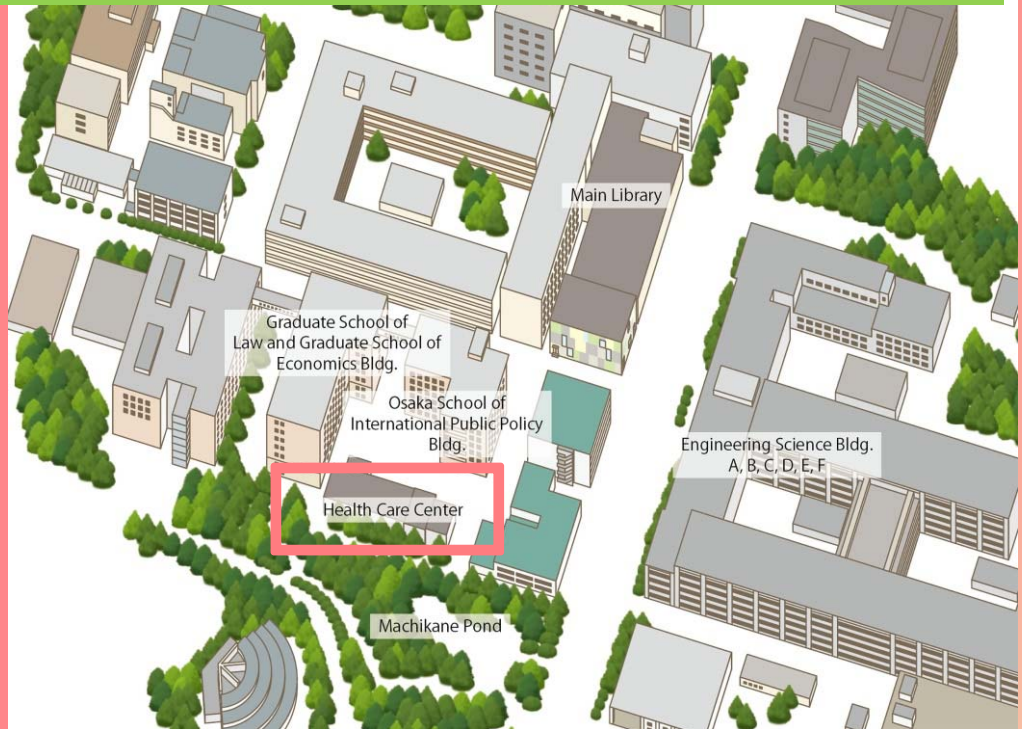 Main Library
Graduate School of
Law and Graduate School of
Economics Bldg.
Osaka School of
International Public Policy
Bldg.
Engineering Science Bldg.
A, B, C, D, E, F
Health Care Center
Machikane Pond